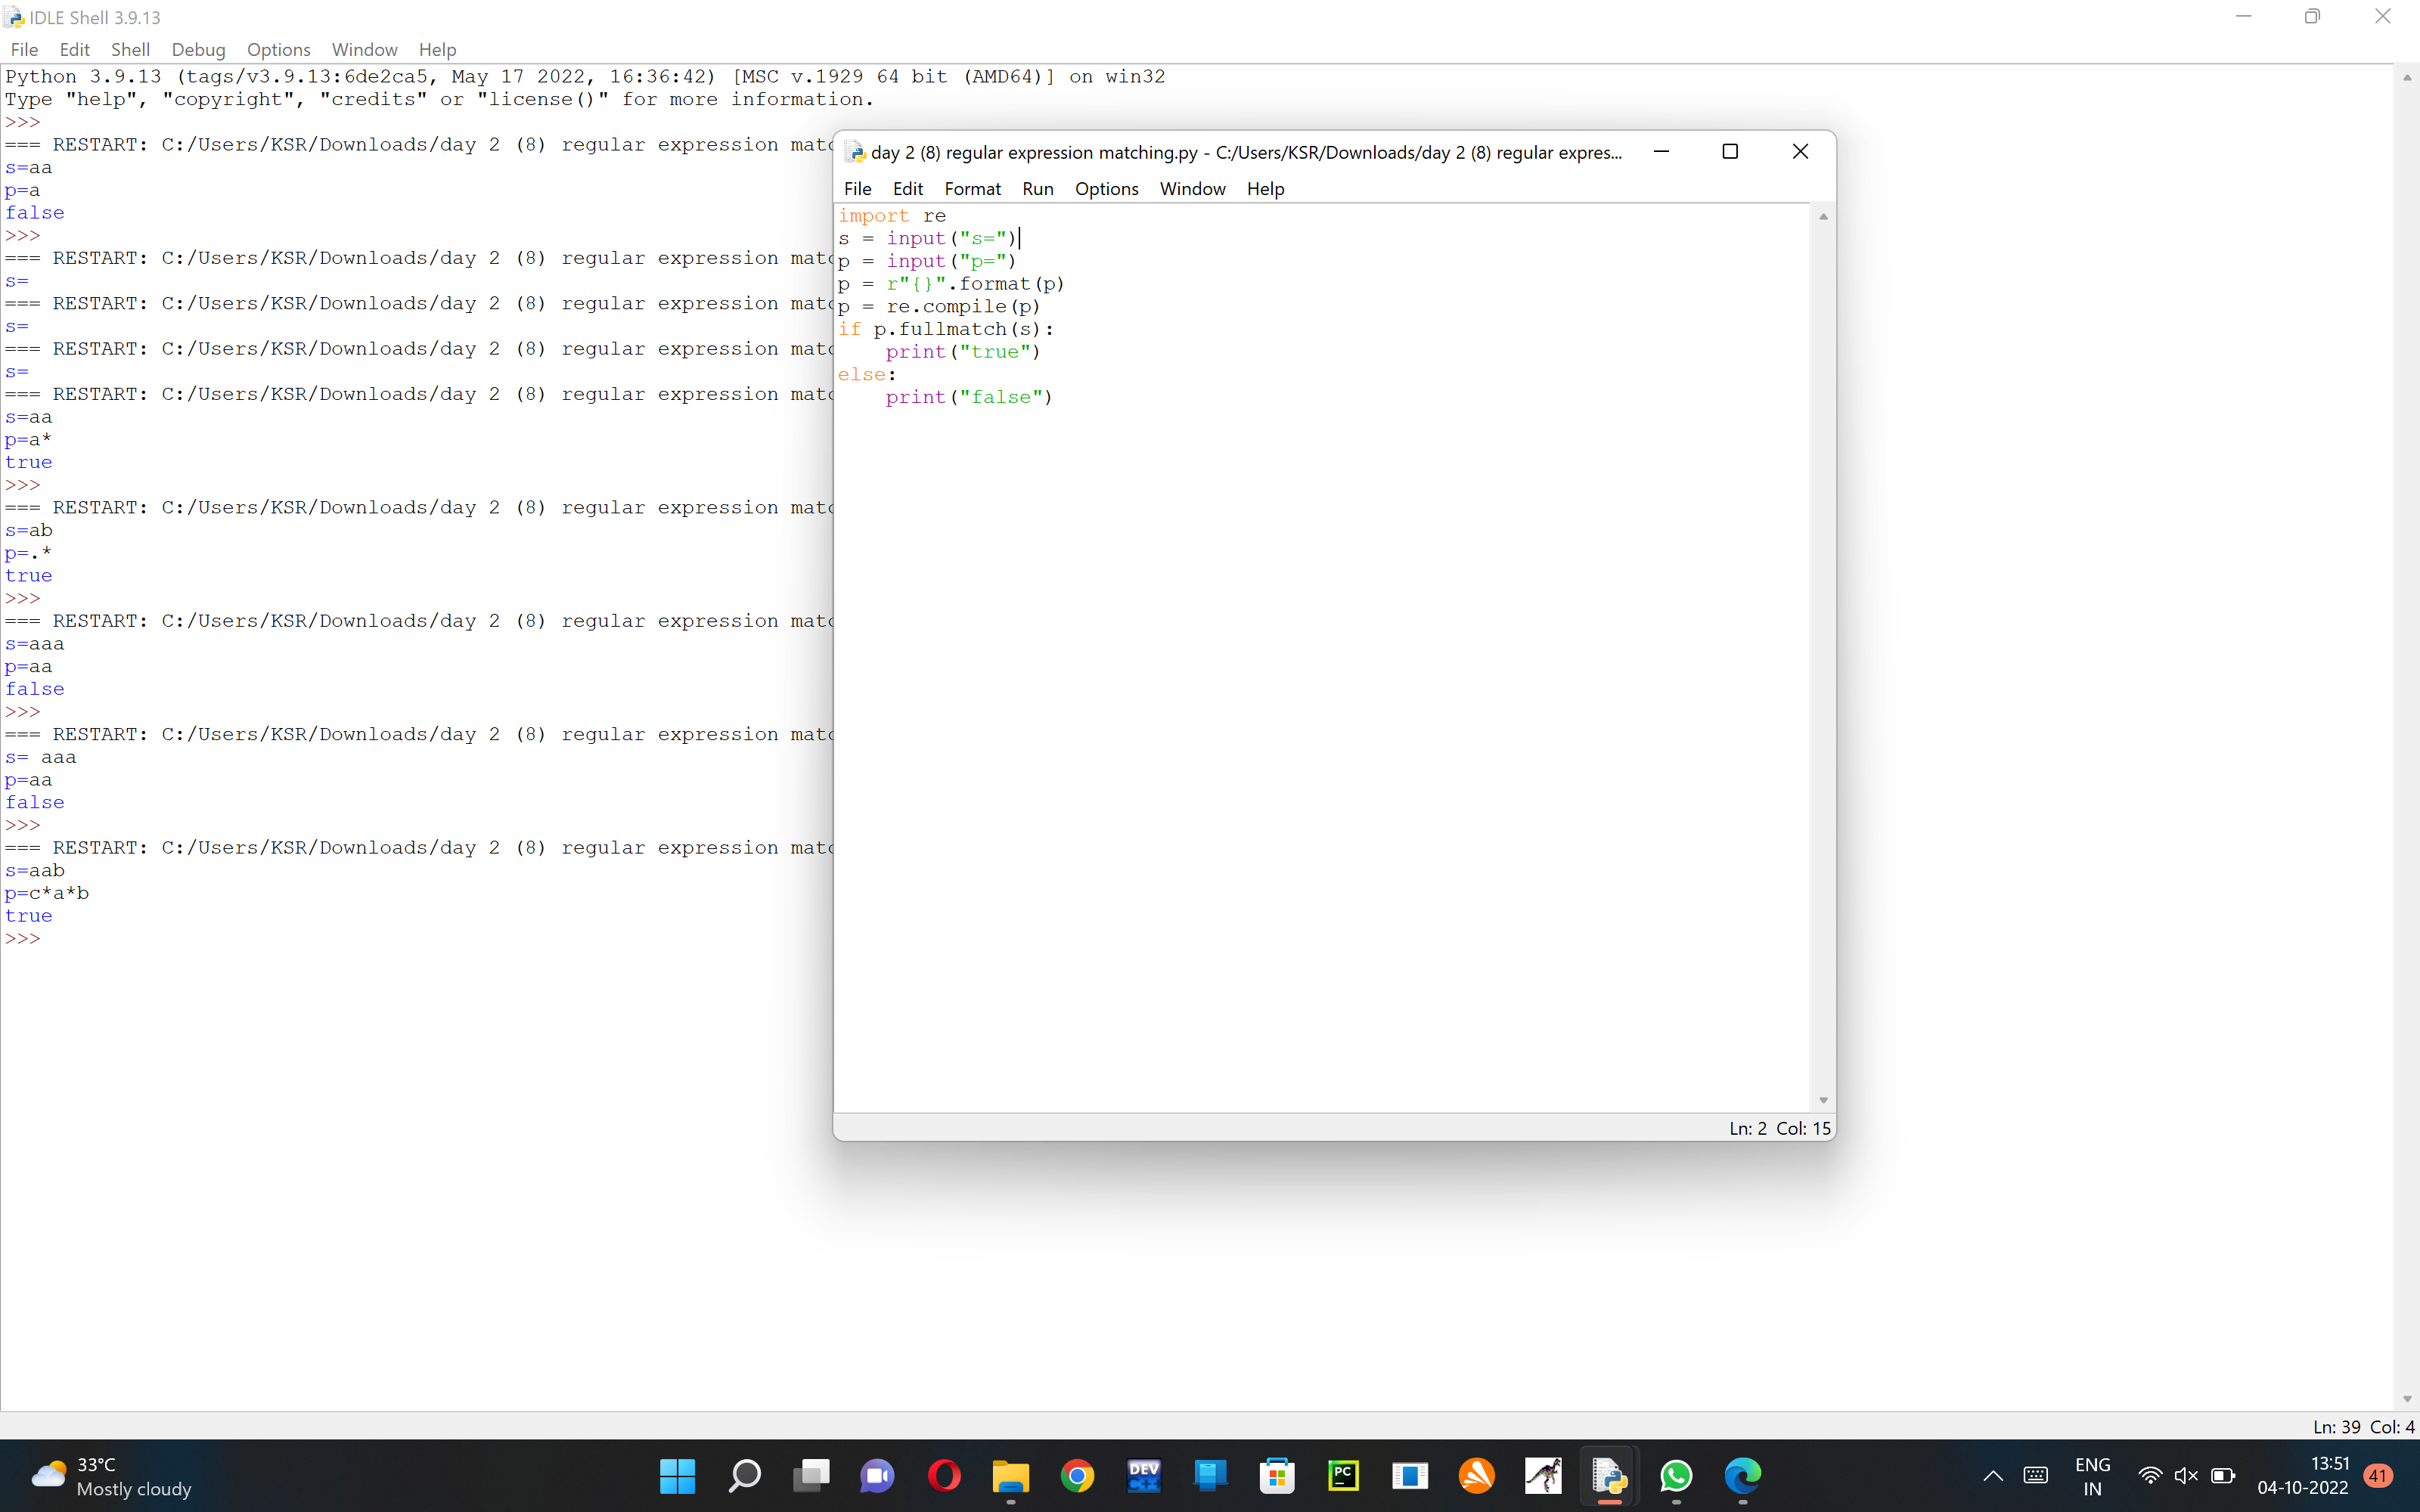 IDLE Shell 3.9.13
File Edit Shell Debug Options Window Help
Python 3.9.13 (tags/v3.9.13:6de2ca5, May 17 2022, 16:36:42) [MSC v.1929 64 bit (AMD64)] on win32
Type "help", "copyright", "credits" or "license()" for more information.
>>>
=== RESTART: C:/Users/KSR/Downloads/day 2 (8) regular expression matc
s=aa
p=a
false
>>>
=== RESTART: C:/Users/KSR/Downloads/day 2 (8) regular expression matc
s=
=== RESTART: C:/Users/KSR/Downloads/day 2 (8) regular expression matc
s=
=== RESTART: C:/Users/KSR/Downloads/day 2 (8) regular expression matc
s=
=== RESTART: C:/Users/KSR/Downloads/day 2 (8) regular expression matc
s=aa
p=a*
true
>>>
=== RESTART: C:/Users/KSR/Downloads/day 2 (8) regular expression matc
s=ab
p=.*
true
>>>
=== RESTART: C:/Users/KSR/Downloads/day 2 (8) regular expression matc
s=aaa
p=aa
false
>>>
=== RESTART: C:/Users/KSR/Downloads/day 2 (8) regular expression matc
s= aaa
p=aa
false
>>>
=== RESTART: C:/Users/KSR/Downloads/day 2 (8) regular expression matc
s=aab
p=c*a*b
true
>>>
day 2 (8) regular expression matching.py - C:/Users/KSR/Downloads/day 2 (8) regular expres...
File Edit Format Run Options Window Help
import re
s = input("s=")
p = input("p=")
p = r"{}".format(p)
p = re.compile(p)
if p.fullmatch(s):
    print("true")
else:
    print("false")
Ln: 2 Col: 15
Ln: 39 Col: 4
33°C
Mostly cloudy
DEV
C++
PC
ENG
IN
13:51
04-10-2022
41